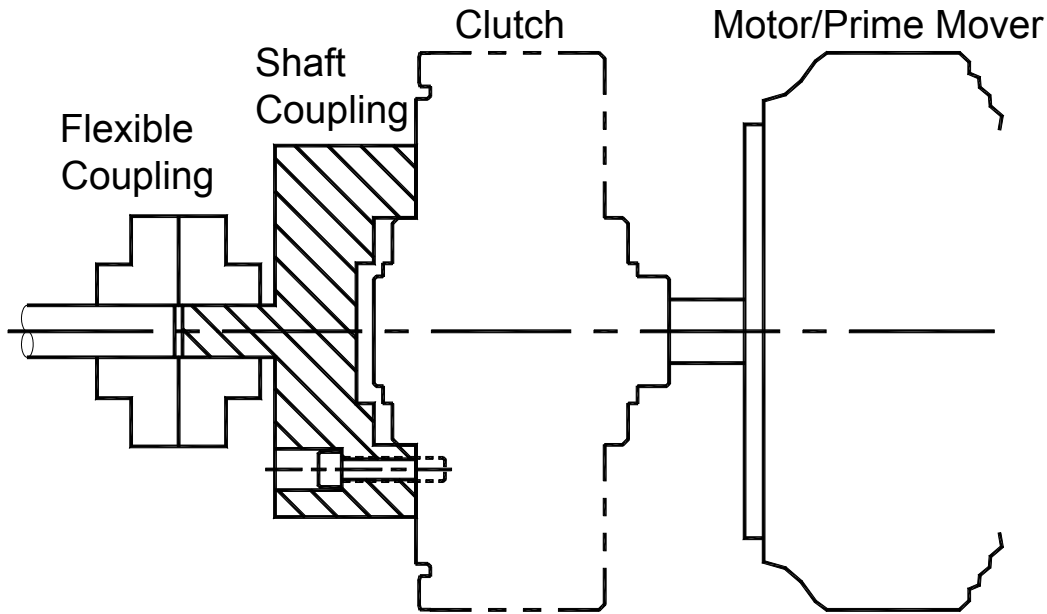 Clutch
Motor/Prime Mover
Shaft
Coupling
Flexible
Coupling